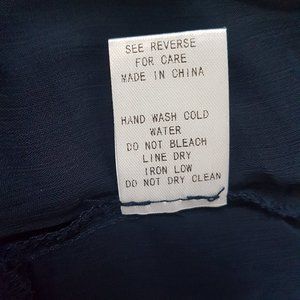 SEE REVERSE
FOR CARE
MADE IN CHINA
HAND WASH COLD
WATER
DO NOT BLEACH
LINE DRY
IRON LOW
DO NOT DRY CLEAN